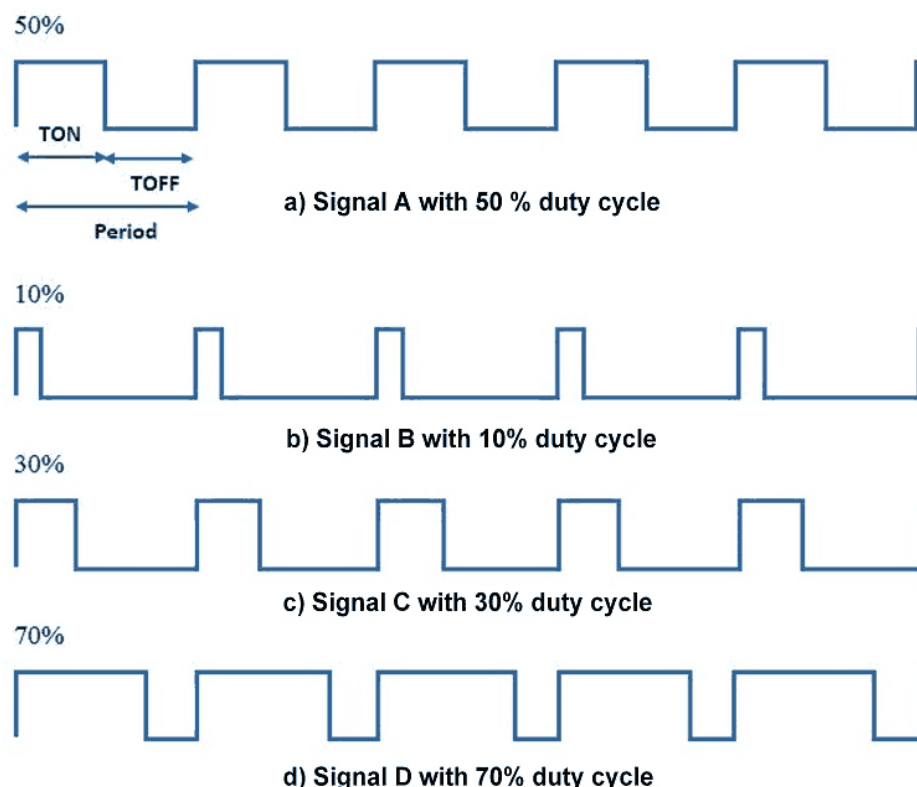 50%
TON
TOFF
Period
a) Signal A with 50 % duty cycle
10%
b) Signal B with 10% duty cycle
30%
c) Signal C with 30% duty cycle
70%
d) Signal D with 70% duty cycle